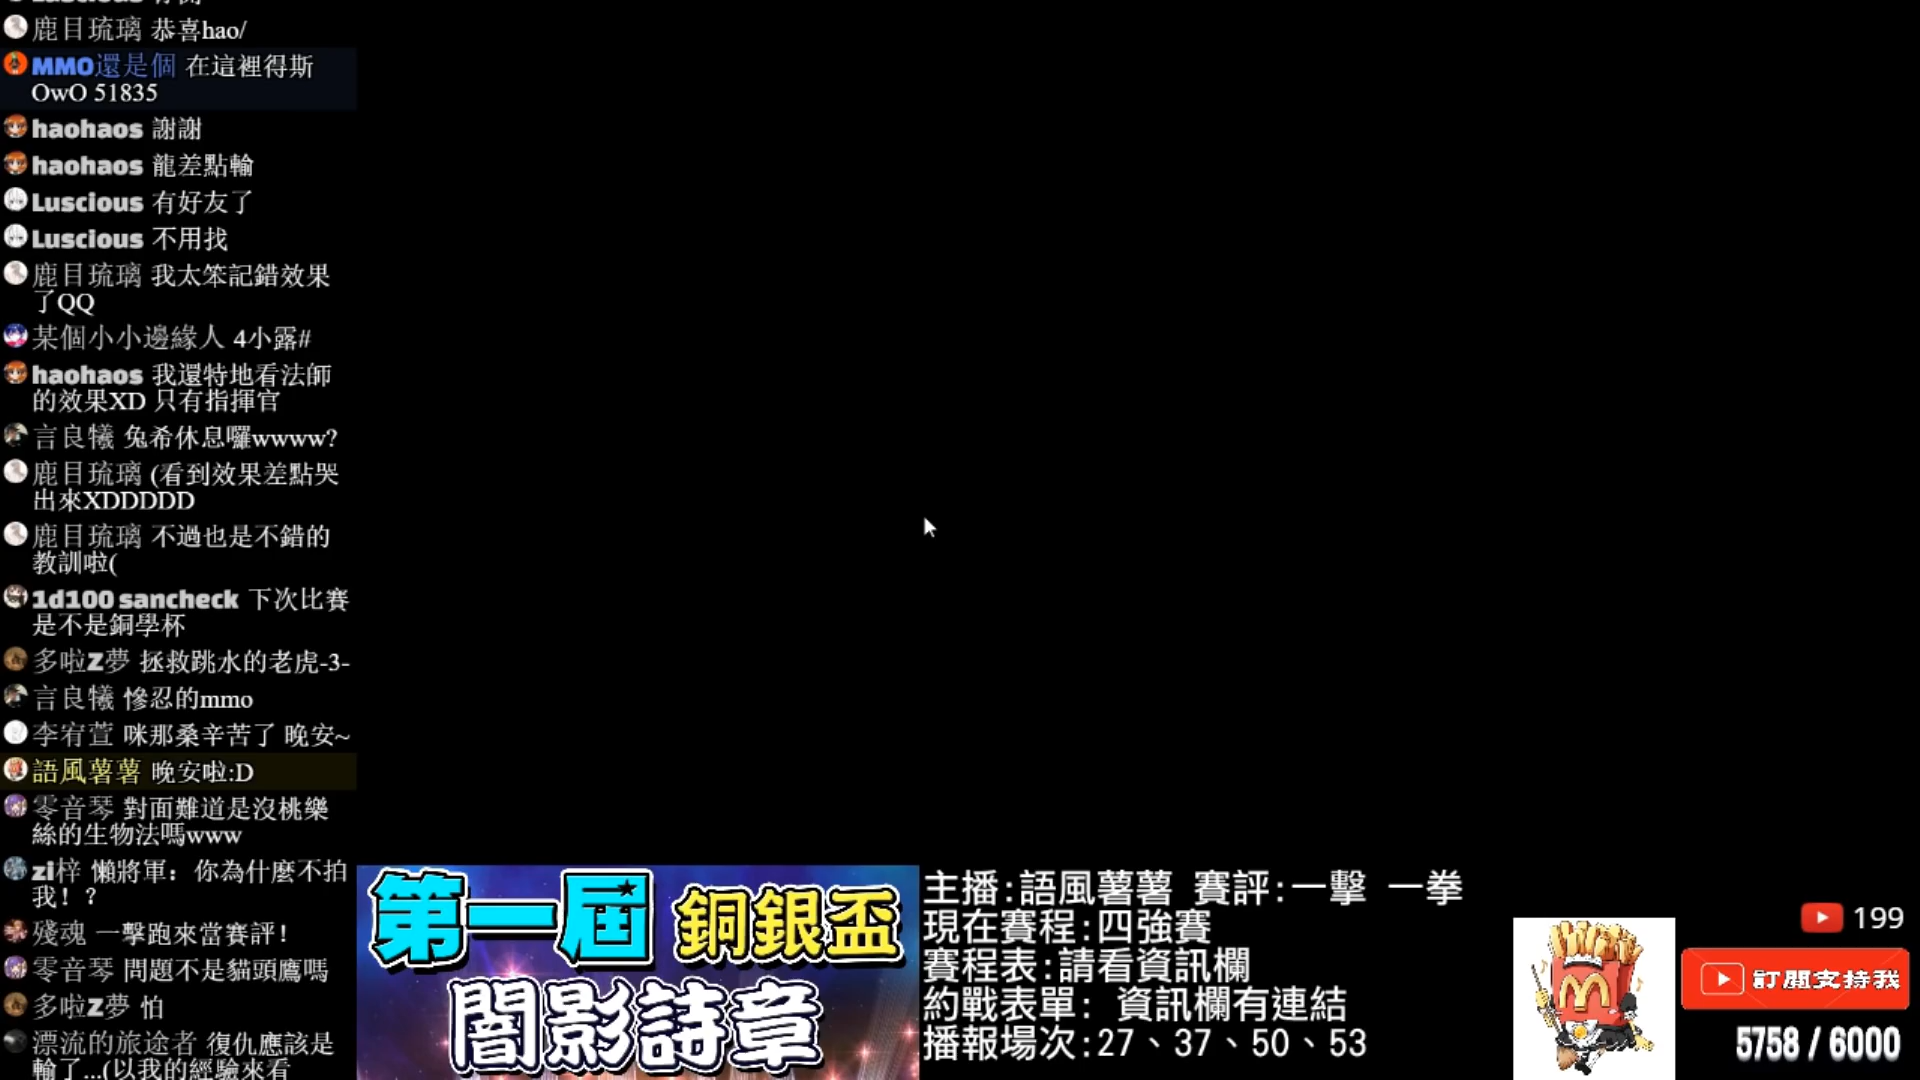 鹿目琉璃 恭喜hao/
MMO還是個 在這裡得斯
OwO 51835
haohaos 謝謝
haohaos 龍差點輸
Luscious 有好友了
Luscious 不用找
鹿目琉璃 我太笨記錯效果
了QQ
某個小小邊緣人 4小露#
haohaos 我還特地看法師
的效果XD 只有指揮官
言良犧 兔希休息囉wwww?
鹿目琉璃 (看到效果差點哭
出來XDDDDD
鹿目琉璃 不過也是不錯的
教訓啦(
1d100 sancheck 下次比賽
是不是銅學杯
多啦Z夢 拯救跳水的老虎-3-
言良犧 慘忍的mmo
李宥萱 咪那桑辛苦了 晚安~
語風薯薯 晚安啦:D
零音琴 對面難道是沒桃樂
絲的生物法嗎www
zi梓 懶將軍：你為什麼不拍
我！？
殘魂 一擊跑來當賽評！
零音琴 問題不是貓頭鷹嗎
多啦Z夢 怕
漂流的旅途者 復仇應該是
輸了...(以我的經驗來看
第一屆 銅銀盃
闇影詩章
主播:語風薯薯 賽評:一擊 一拳
現在賽程:四強賽
賽程表:請看資訊欄
約戰表單: 資訊欄有連結
播報場次:27、37、50、53
199
訂閱支持我
5758 / 6000